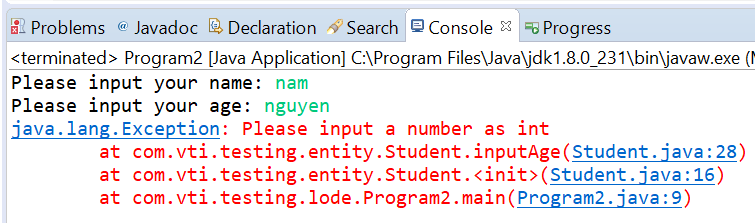 Problems @ Javadoc Declaration Search Console Progress
<terminated> Program2 [Java Application] C:\Program Files\Java\jdk1.8.0_231\bin\javaw.exe (
Please input your name: nam
Please input your age: nguyen
java.lang.Exception: Please input a number as int
at com.vti.testing.entity.Student.inputAge(Student.java:28)
at com.vti.testing.entity.Student.<init>(Student.java:16)
at com.vti.testing.lode.Program2.main(Program2.java:9)